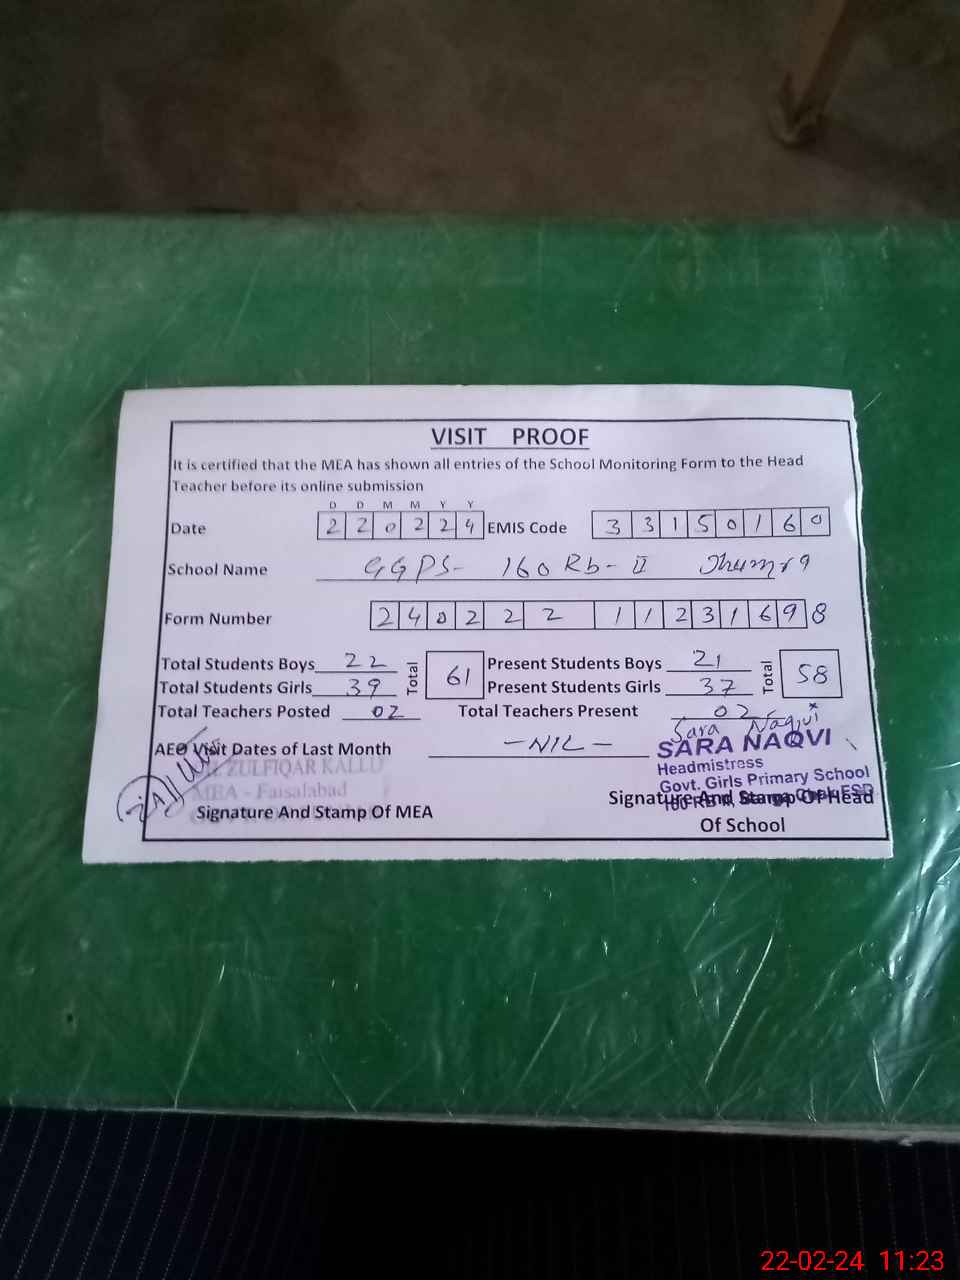 VISIT PROOF
It is certified that the MEA has shown all entries of the School Monitoring Form to the Head
Teacher before its online submission
D D M M Y Y
Date 2 2 0 2 2 4 EMIS Code 3 3 1 5 0 1 6 0
School Name GGPS- 160 Rb- II Jhumra
Form Number 2 4 0 2 2 2 1 1 2 3 1 6 9 8
Total Students Boys 22 Total 61 Present Students Boys 21 Total 58
Total Students Girls 39 Present Students Girls 37
Total Teachers Posted 02 Total Teachers Present 02
Sara Naqvi
AEO Visit Dates of Last Month -NIL-
SARA NAQVI
Headmistress
Govt. Girls Primary School
ZULFIQAR KALLU
MEA - Faisalabad
Signature And Stamp Of MEA
Signature And Stamp Of Head
Of School
22-02-24 11:23